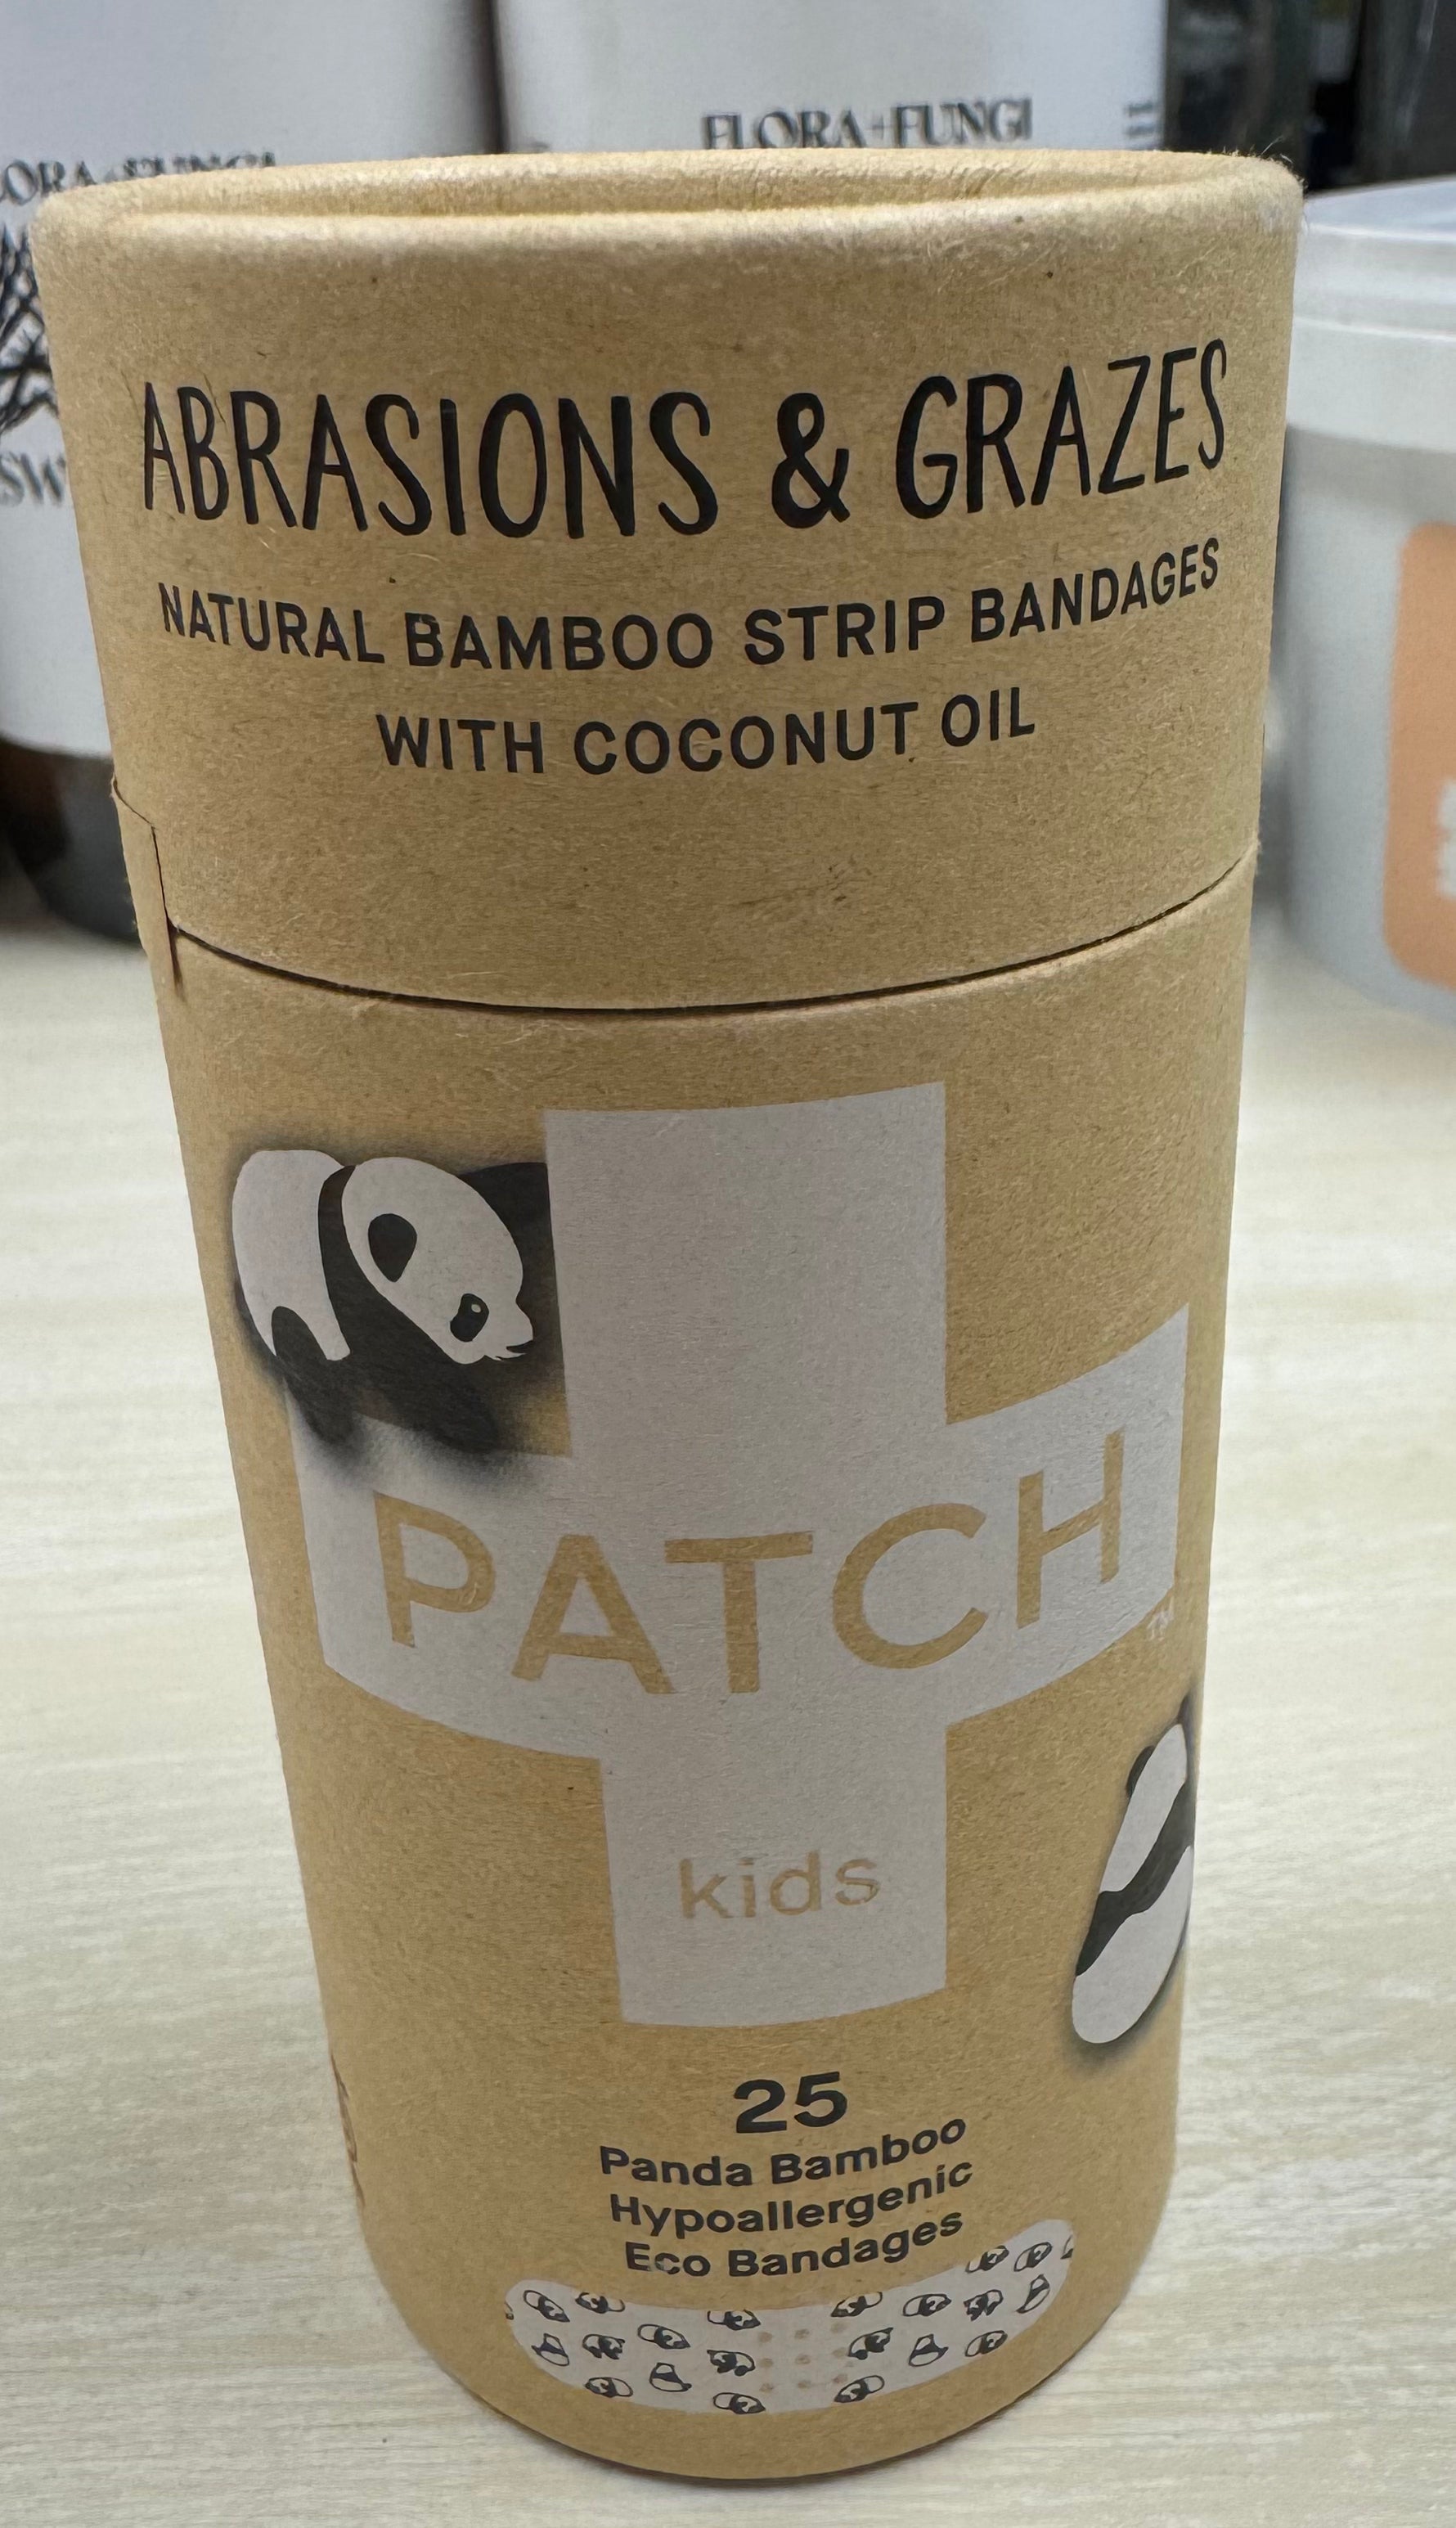 FLORA+FUNGI
ABRASIONS & GRAZES
NATURAL BAMBOO STRIP BANDAGES
WITH COCONUT OIL
PATCH
TM
kids
25
Panda Bamboo
Hypoallergenic
Eco Bandages